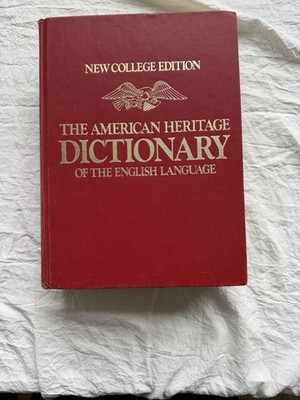 NEW COLLEGE EDITION
THE AMERICAN HERITAGE
DICTIONARY
OF THE ENGLISH LANGUAGE